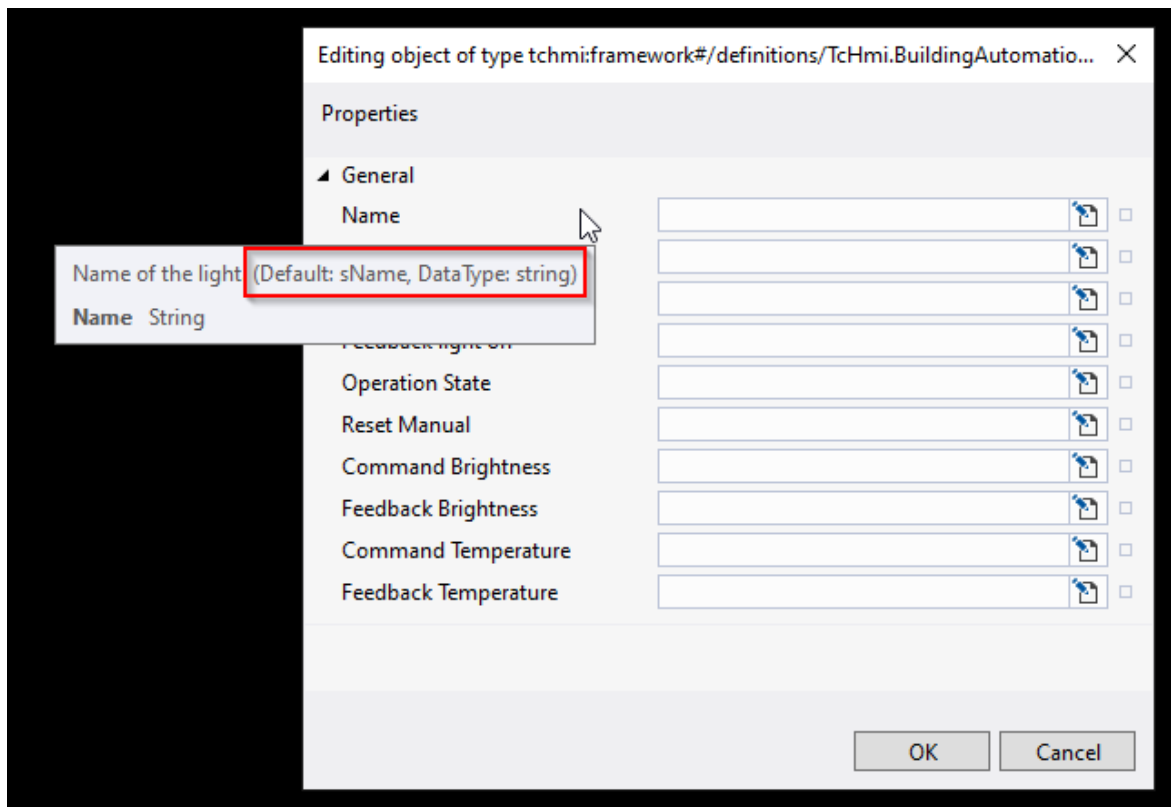 Editing object of type tchmi:framework#/definitions/TcHmi.BuildingAutomatio...
Properties
General
Name
Name of the light (Default: sName, DataType: string)
Name String
Operation State
Reset Manual
Command Brightness
Feedback Brightness
Command Temperature
Feedback Temperature
OK Cancel